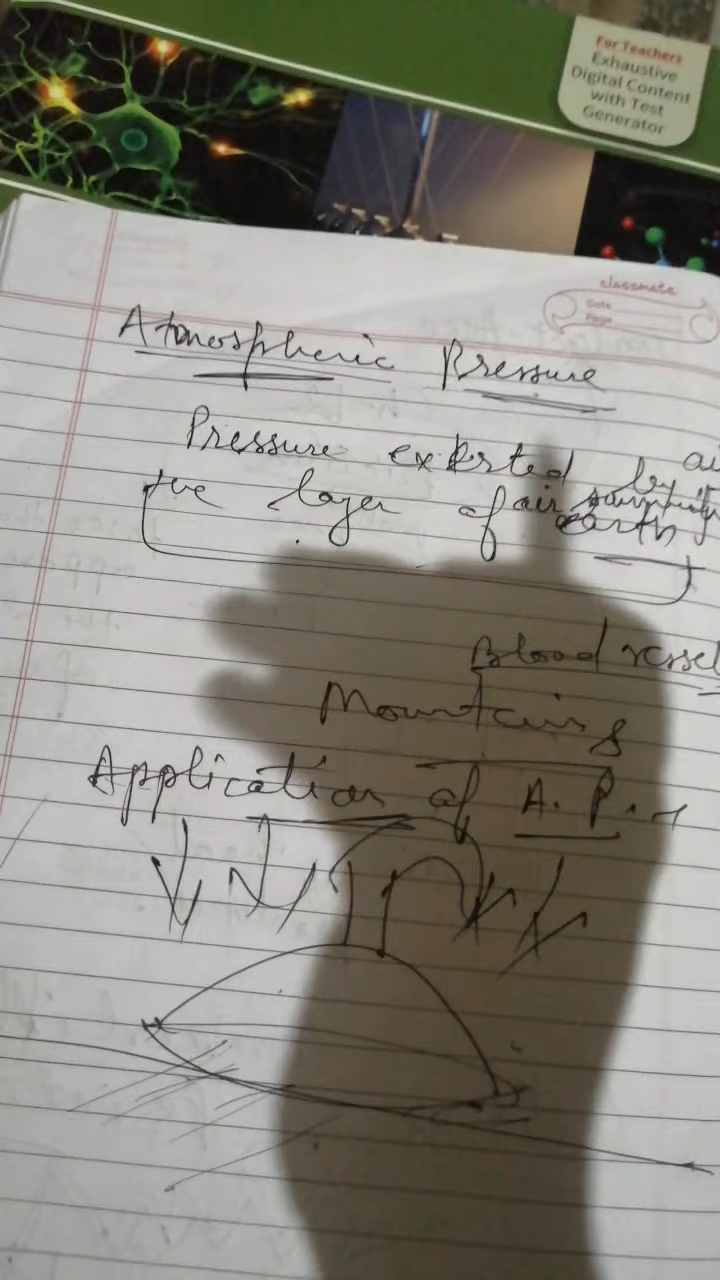 For Teachers
Exhaustive
Digital Content
with Test
Generator
classmate
Date
Page
Atmospheric Pressure
Pressure exerted by
the layer of air
earth
Blood vessel
Mountains
Application of A.P.